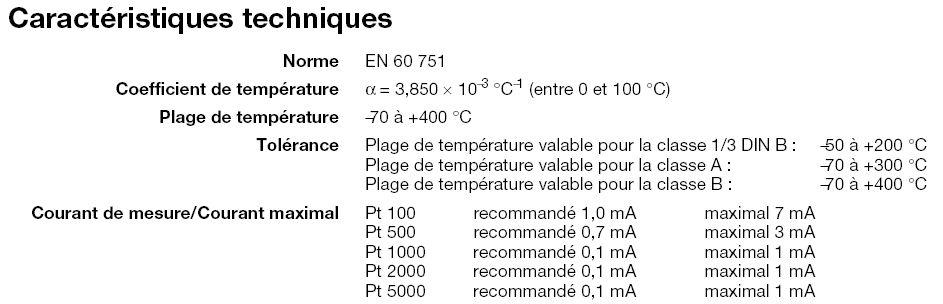 Caractéristiques techniques
Norme EN 60 751
Coefficient de température α = 3,850 × 10⁻³ °C⁻¹ (entre 0 et 100 °C)
Plage de température –70 à +400 °C
Tolérance Plage de température valable pour la classe 1/3 DIN B : –50 à +200 °C
Plage de température valable pour la classe A : –70 à +300 °C
Plage de température valable pour la classe B : –70 à +400 °C
Courant de mesure/Courant maximal Pt 100 recommandé 1,0 mA maximal 7 mA
Pt 500 recommandé 0,7 mA maximal 3 mA
Pt 1000 recommandé 0,1 mA maximal 1 mA
Pt 2000 recommandé 0,1 mA maximal 1 mA
Pt 5000 recommandé 0,1 mA maximal 1 mA